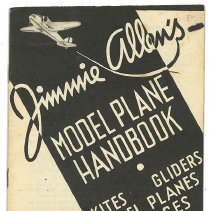 Jimmie Allen's
MODEL PLANE
HANDBOOK
KITES GLIDERS
PLANES